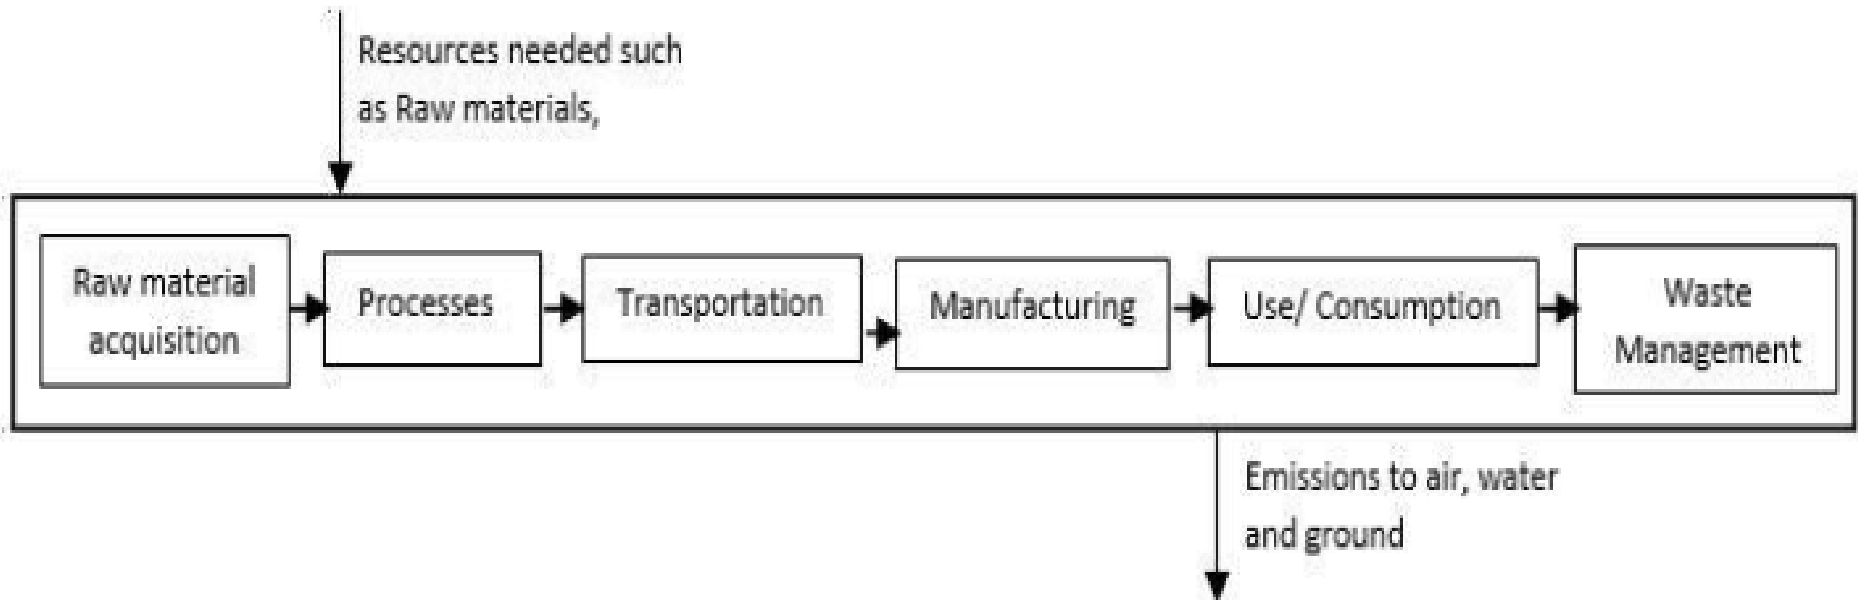 Resources needed such
as Raw materials,
Raw material
acquisition
Processes
Transportation
Manufacturing
Use/ Consumption
Waste
Management
Emissions to air, water
and ground